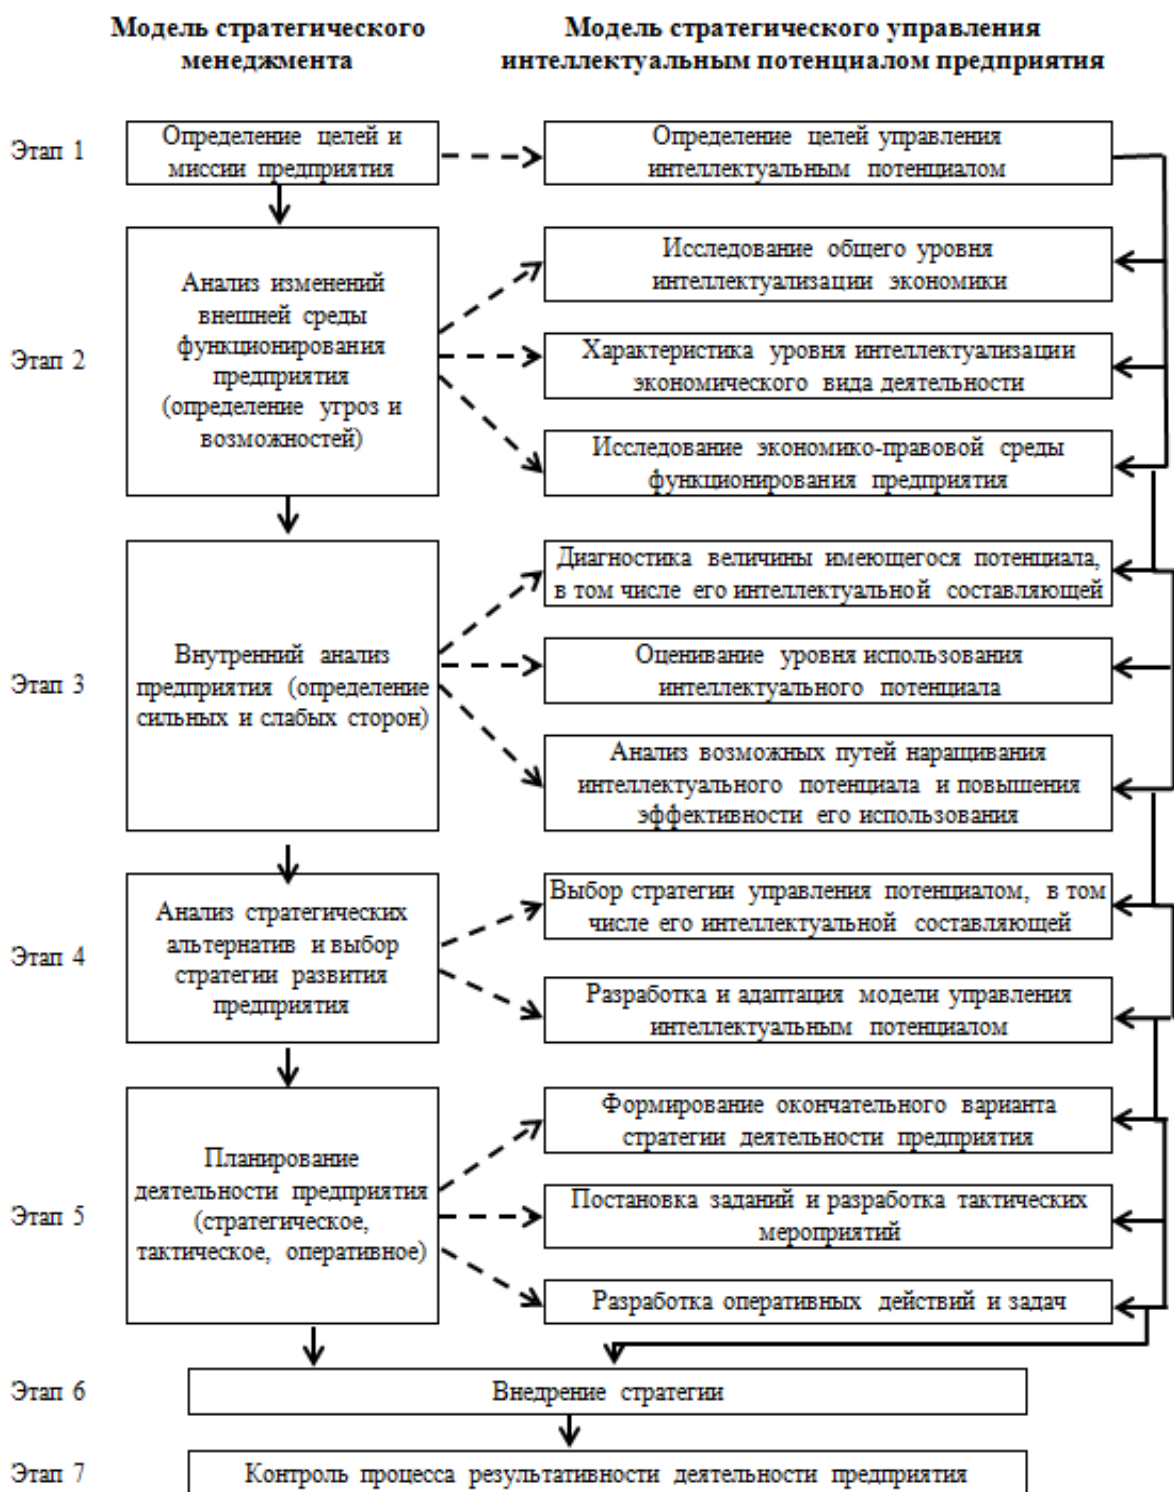 Модель стратегического
менеджмента
Модель стратегического управления
интеллектуальным потенциалом предприятия
Этап 1
Определение целей и
миссии предприятия
Определение целей управления
интеллектуальным потенциалом
Этап 2
Анализ изменений
внешней среды
функционирования
предприятия
(определение угроз и
возможностей)
Исследование общего уровня
интеллектуализации экономики
Характеристика уровня интеллектуализации
экономического вида деятельности
Исследование экономико-правовой среды
функционирования предприятия
Этап 3
Внутренний анализ
предприятия (определение
сильных и слабых сторон)
Диагностика величины имеющегося потенциала,
в том числе его интеллектуальной составляющей
Оценивание уровня использования
интеллектуального потенциала
Анализ возможных путей наращивания
интеллектуального потенциала и повышения
эффективности его использования
Этап 4
Анализ стратегических
альтернатив и выбор
стратегии развития
предприятия
Выбор стратегии управления потенциалом, в том
числе его интеллектуальной составляющей
Разработка и адаптация модели управления
интеллектуальным потенциалом
Этап 5
Планирование
деятельности предприятия
(стратегическое,
тактическое, оперативное)
Формирование окончательного варианта
стратегии деятельности предприятия
Постановка заданий и разработка тактических
мероприятий
Разработка оперативных действий и задач
Этап 6
Внедрение стратегии
Этап 7
Контроль процесса результативности деятельности предприятия